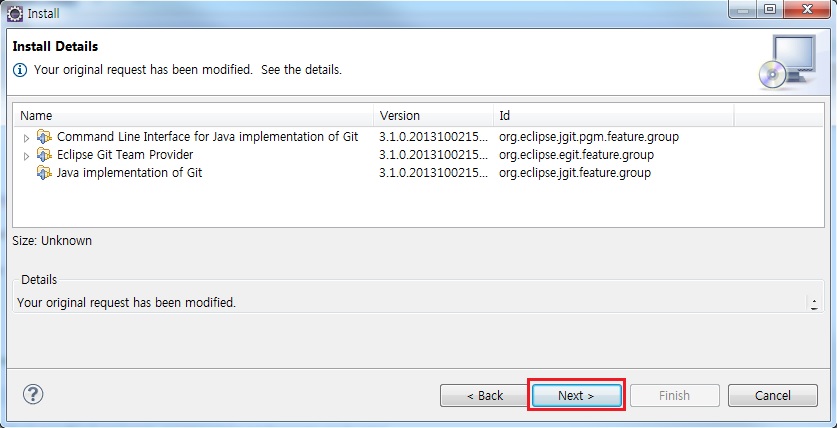 Install
Install Details
Your original request has been modified. See the details.
Name Version Id
Command Line Interface for Java implementation of Git 3.1.0.2013100215... org.eclipse.jgit.pgm.feature.group
Eclipse Git Team Provider 3.1.0.2013100215... org.eclipse.egit.feature.group
Java implementation of Git 3.1.0.2013100215... org.eclipse.jgit.feature.group
Size: Unknown
Details
Your original request has been modified.
? < Back Next > Finish Cancel